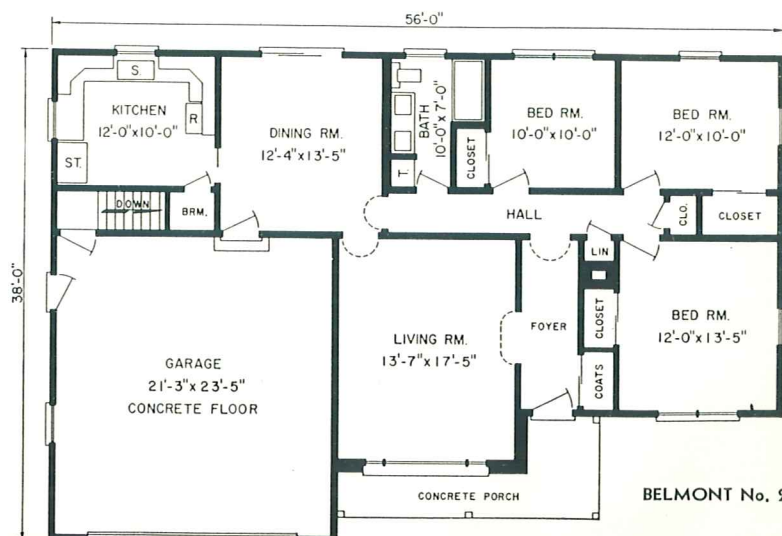 56'-0"
38'-0"
S.
KITCHEN
12'-0"x10'-0"
R
ST.
DINING RM.
12'-4"x13'-5"
BATH
10'-0"x 7'-0"
T.
CLOSET
BED RM.
10'-0"x10'-0"
BED RM.
12'-0"x10'-0"
DOWN
BRM.
HALL
CLO.
CLOSET
LIN
GARAGE
21'-3"x 23'-5"
CONCRETE FLOOR
LIVING RM.
13'-7"x17'-5"
FOYER
CLOSET
COATS
BED RM.
12'-0"x13'-5"
CONCRETE PORCH
BELMONT No.